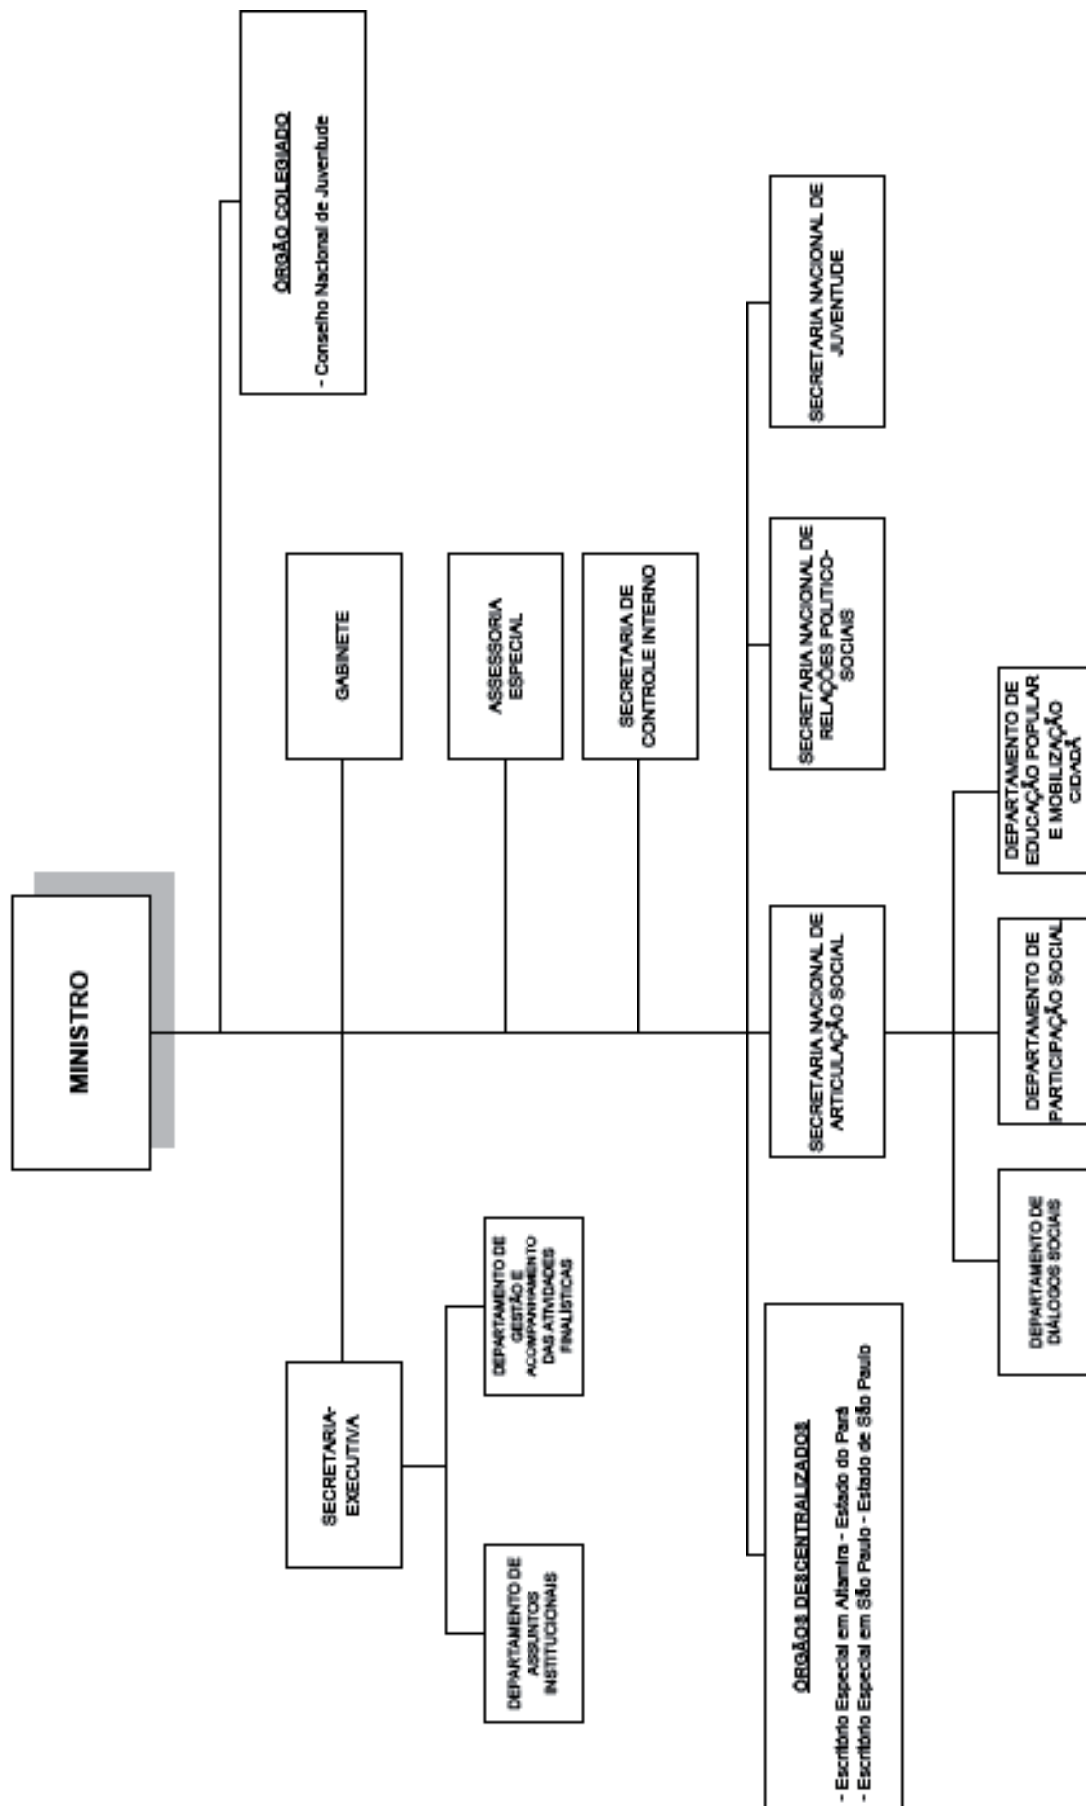 MINISTRO
ÓRGÃO COLEGIADO
- Conselho Nacional de Juventude
SECRETARIA-
EXECUTIVA
GABINETE
DEPARTAMENTO DE
ASSUNTOS
INSTITUCIONAIS
DEPARTAMENTO DE
GESTÃO E
ACOMPANHAMENTO
DAS ATIVIDADES
FINALÍSTICAS
ASSESSORIA
ESPECIAL
SECRETARIA DE
CONTROLE INTERNO
ÓRGÃOS DESCENTRALIZADOS
- Escritório Especial em Altamira - Estado do Pará
- Escritório Especial em São Paulo - Estado de São Paulo
SECRETARIA NACIONAL DE
ARTICULAÇÃO SOCIAL
SECRETARIA NACIONAL DE
RELAÇÕES POLITICO-
SOCIAIS
SECRETARIA NACIONAL DE
JUVENTUDE
DEPARTAMENTO DE
DIÁLOGOS SOCIAIS
DEPARTAMENTO DE
PARTICIPAÇÃO SOCIAL
DEPARTAMENTO DE
EDUCAÇÃO POPULAR
E MOBILIZAÇÃO
CIDADÃ